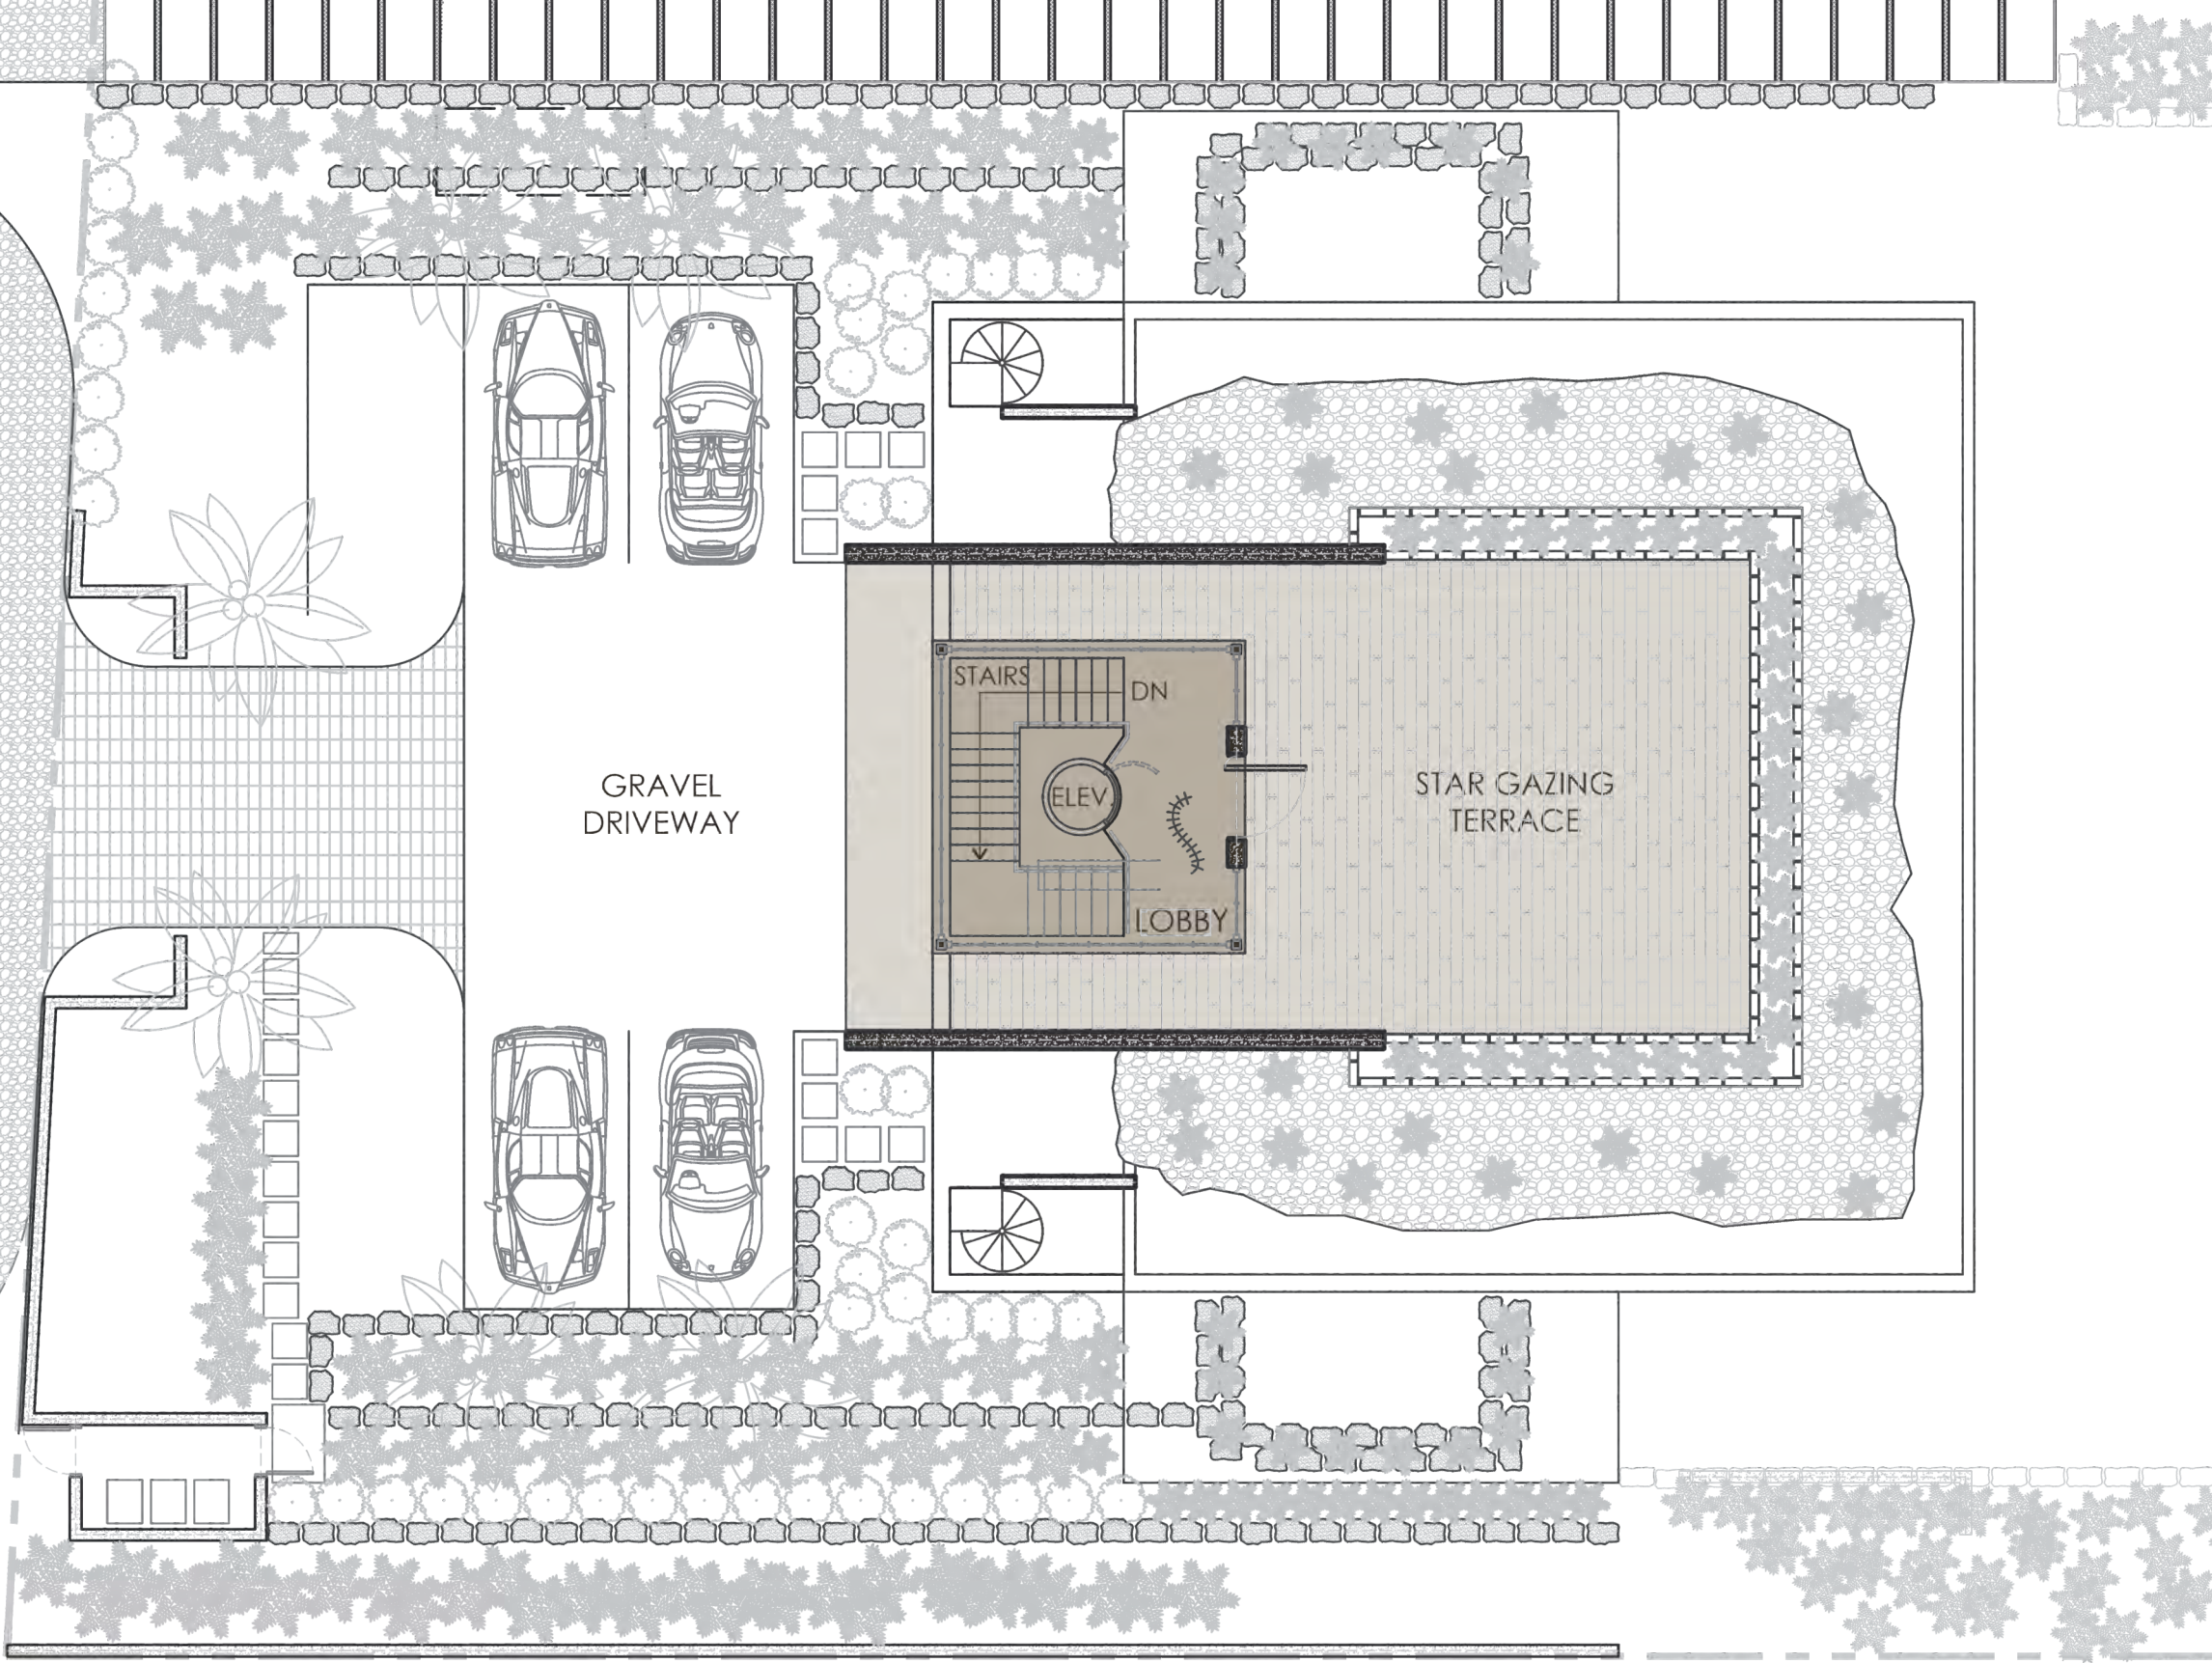 STAIRS
DN
GRAVEL
DRIVEWAY
ELEV.
STAR GAZING
TERRACE
LOBBY